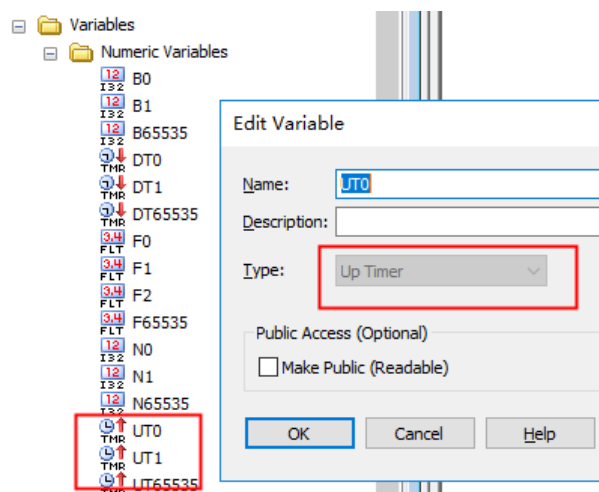 Variables
Numeric Variables
12 I32 B0
12 I32 B1
12 I32 B65535
TMR DT0
TMR DT1
TMR DT65535
3.4 FLT F0
3.4 FLT F1
3.4 FLT F2
3.4 FLT F65535
12 I32 N0
12 I32 N1
12 I32 N65535
TMR UT0
TMR UT1
TMR UT65535
Edit Variable
Name: UT0
Description:
Type: Up Timer
Public Access (Optional)
Make Public (Readable)
OK Cancel Help